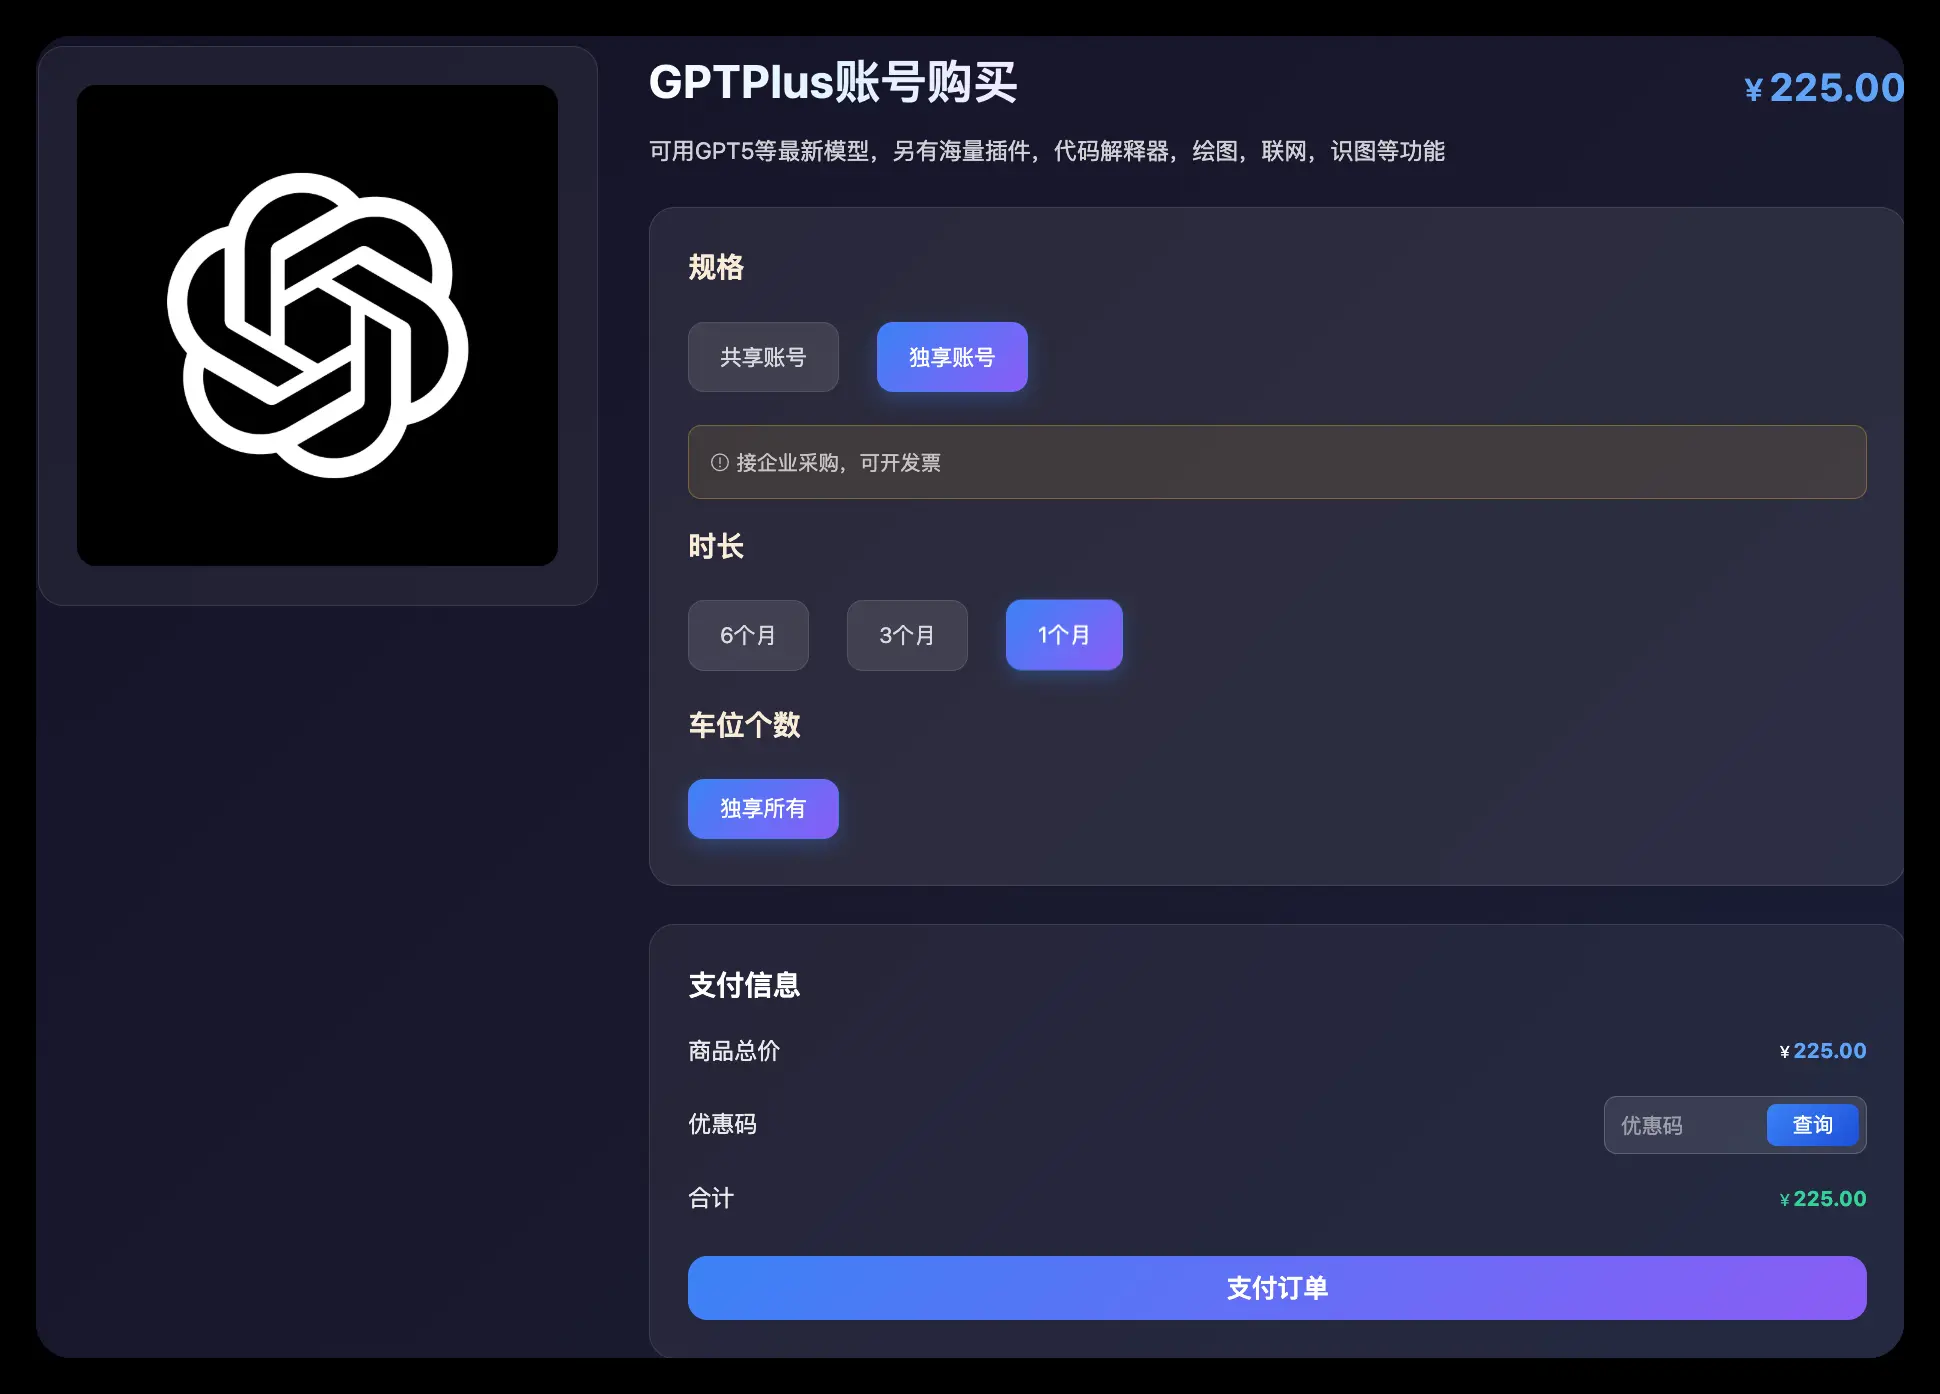 GPTPlus账号购买
¥225.00
可用GPT5等最新模型，另有海量插件，代码解释器，绘图，联网，识图等功能
规格
共享账号 独享账号
接企业采购，可开发票
时长
6个月 3个月 1个月
车位个数
独享所有
支付信息
商品总价 ¥225.00
优惠码 优惠码 查询
合计 ¥225.00
支付订单